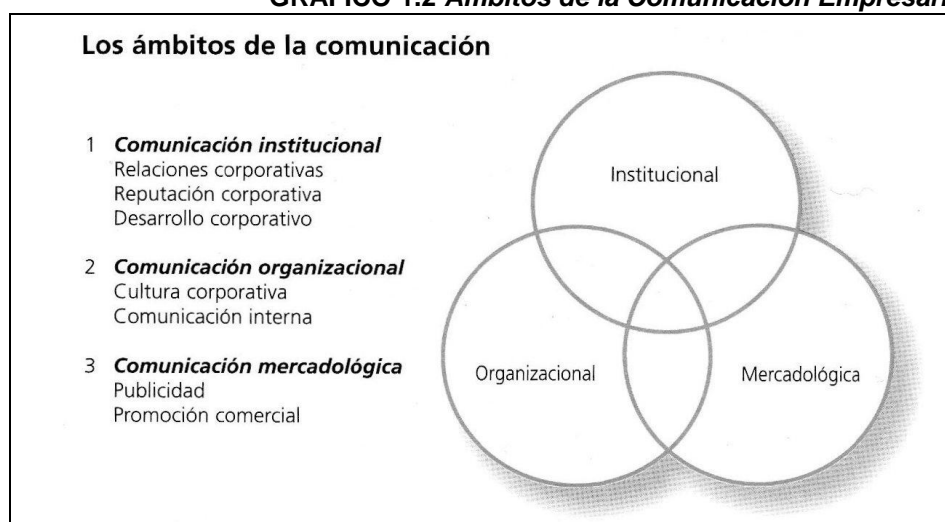 GRÁFICO 1.2 Ámbitos de la Comunicación
Los ámbitos de la comunicación
1 Comunicación institucional
Relaciones corporativas
Reputación corporativa
Desarrollo corporativo
2 Comunicación organizacional
Cultura corporativa
Comunicación interna
3 Comunicación mercadológica
Publicidad
Promoción comercial
Institucional
Organizacional
Mercadológica